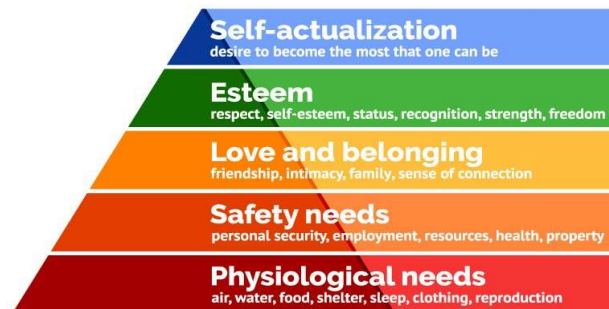 Self-actualization
desire to become the most that one can be
Esteem
respect, self-esteem, status, recognition, strength, freedom
Love and belonging
friendship, intimacy, family, sense of connection
Safety needs
personal security, employment, resources, health, property
Physiological needs
air, water, food, shelter, sleep, clothing, reproduction